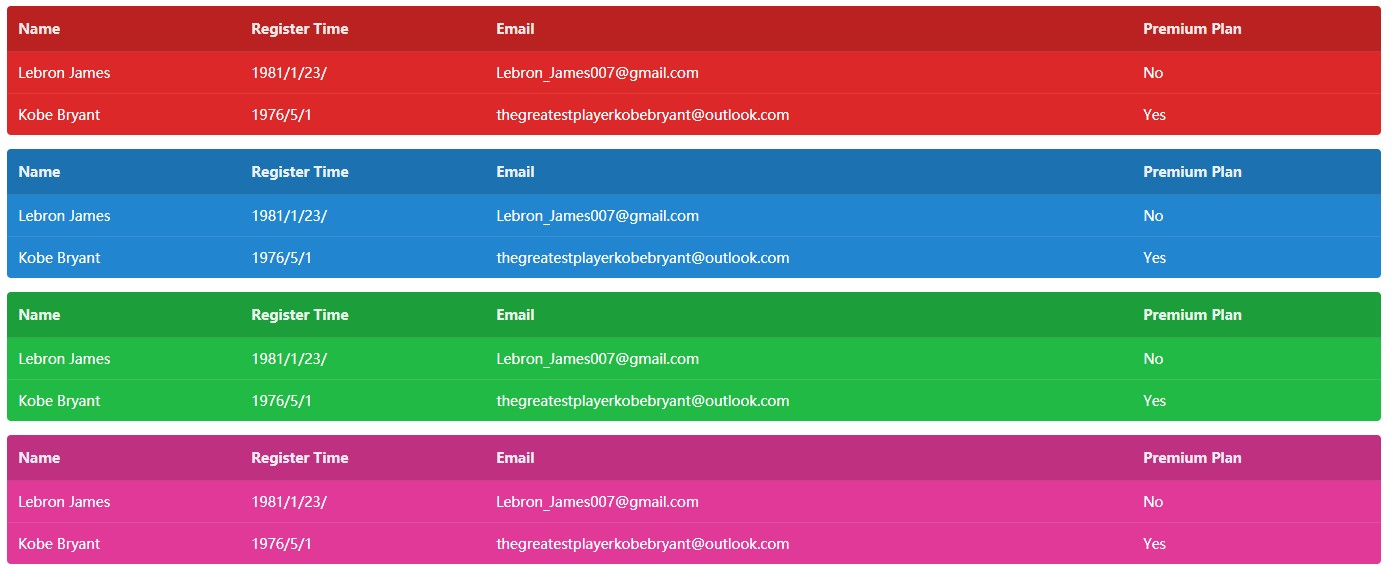 Name Register Time Email Premium Plan
Lebron James 1981/1/23/ Lebron_James007@gmail.com No
Kobe Bryant 1976/5/1 thegreatestplayerkobebryant@outlook.com Yes
Name Register Time Email Premium Plan
Lebron James 1981/1/23/ Lebron_James007@gmail.com No
Kobe Bryant 1976/5/1 thegreatestplayerkobebryant@outlook.com Yes
Name Register Time Email Premium Plan
Lebron James 1981/1/23/ Lebron_James007@gmail.com No
Kobe Bryant 1976/5/1 thegreatestplayerkobebryant@outlook.com Yes
Name Register Time Email Premium Plan
Lebron James 1981/1/23/ Lebron_James007@gmail.com No
Kobe Bryant 1976/5/1 thegreatestplayerkobebryant@outlook.com Yes